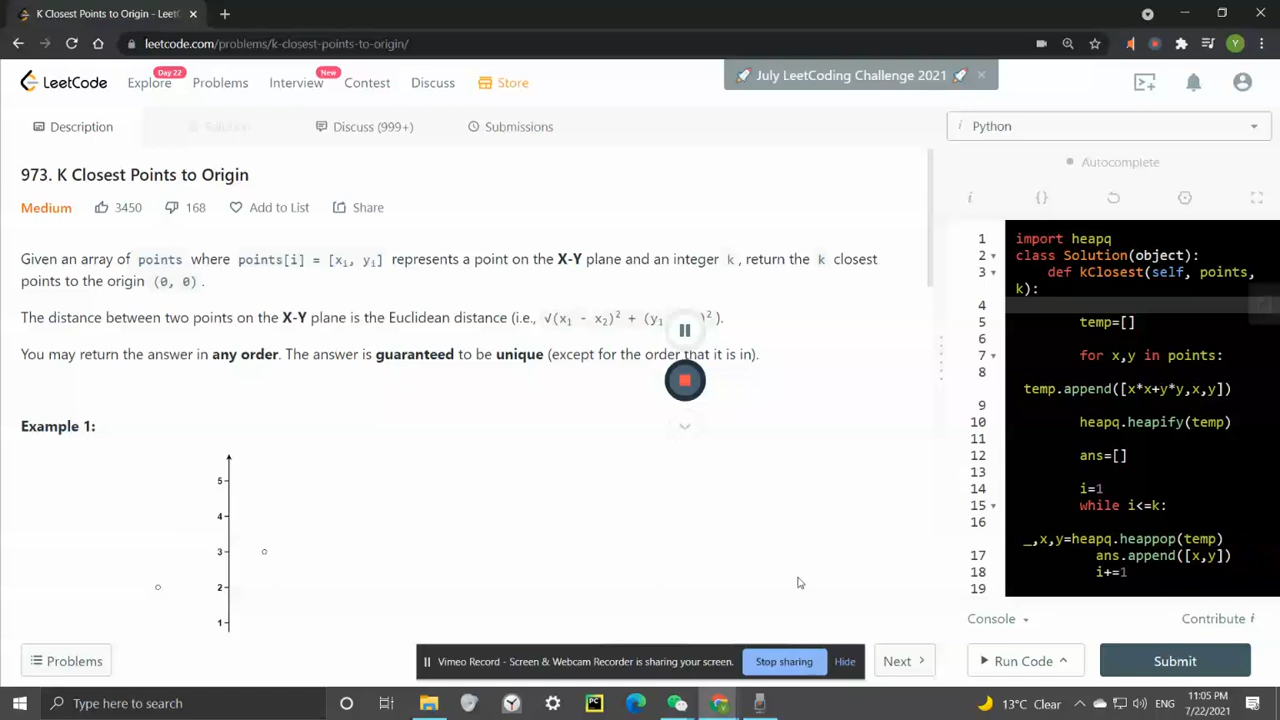 K Closest Points to Origin - LeetC
leetcode.com/problems/k-closest-points-to-origin/
LeetCode
Explore
Day 22
Problems
Interview
New
Contest
Discuss
Store
🚀 July LeetCoding Challenge 2021 🚀
Description
Solution
Discuss (999+)
Submissions
i Python
Autocomplete
973. K Closest Points to Origin
Medium 3450 168 Add to List Share
Given an array of points where points[i] = [xi, yi] represents a point on the X-Y plane and an integer k, return the k closest
points to the origin (0, 0).
The distance between two points on the X-Y plane is the Euclidean distance (i.e., √(x1 - x2)² + (y1 )²).
You may return the answer in any order. The answer is guaranteed to be unique (except for the order that it is in).
Example 1:
5
4
3
2
1
i {}
1 import heapq
2 class Solution(object):
3 def kClosest(self, points,
k):
4
5 temp=[]
6
7 for x,y in points:
8
temp.append([x*x+y*y,x,y])
9
10 heapq.heapify(temp)
11
12 ans=[]
13
14 i=1
15 while i<=k:
16
_,x,y=heapq.heappop(temp)
17 ans.append([x,y])
18 i+=1
19
Console
Contribute i
Problems
Vimeo Record - Screen & Webcam Recorder is sharing your screen.
Stop sharing
Hide
Next
Run Code
Submit
Type here to search
PC
13°C Clear
ENG
11:05 PM
7/22/2021
Y